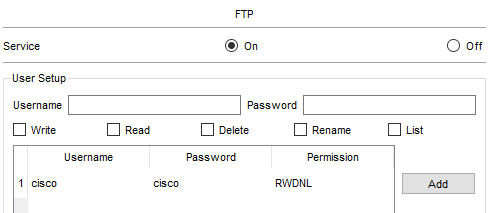 FTP
Service On Off
User Setup
Username Password
Write Read Delete Rename List
Username Password Permission
1 cisco cisco RWDNL Add